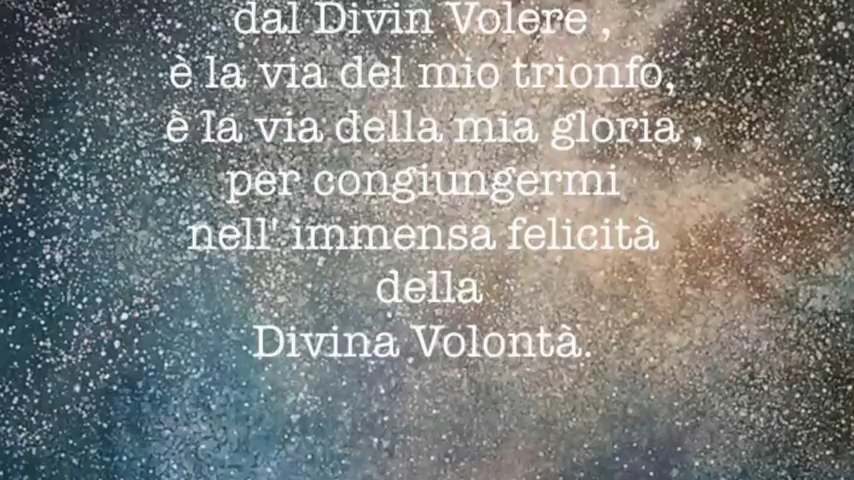 dal Divin Volere ,
è la via del mio trionfo,
è la via della mia gloria ,
per congiungermi
nell' immensa felicità
della
Divina Volontà.